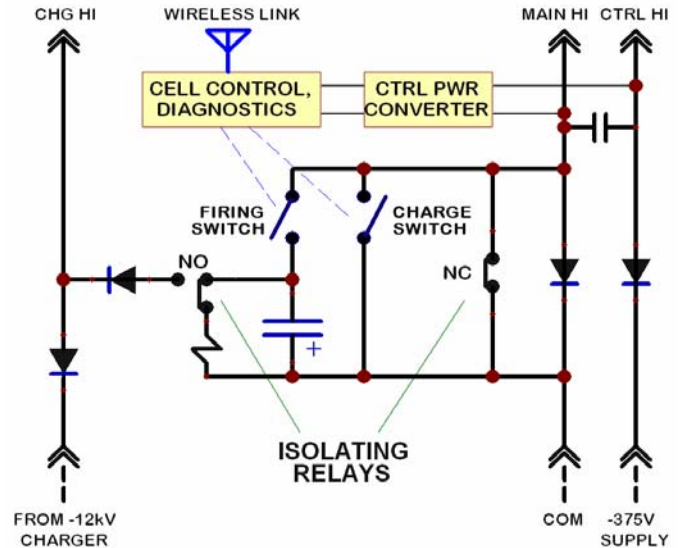 CHG HI
WIRELESS LINK
MAIN HI
CTRL HI
CELL CONTROL,
DIAGNOSTICS
CTRL PWR
CONVERTER
FIRING
SWITCH
CHARGE
SWITCH
NO
NC
+
ISOLATING
RELAYS
FROM -12kV
CHARGER
COM
-375V
SUPPLY